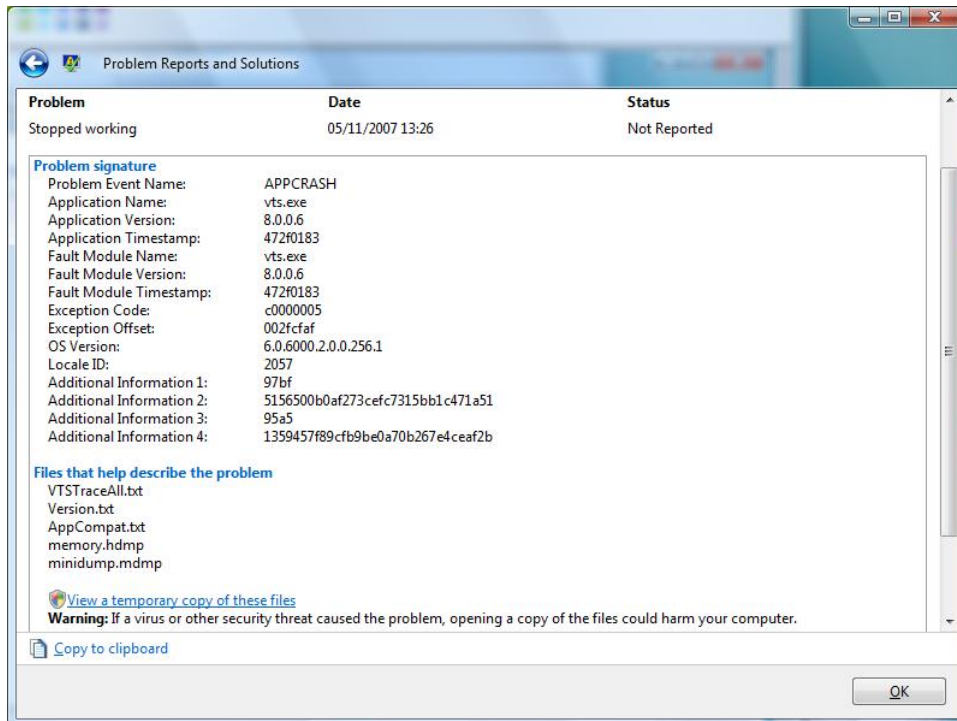 Problem Reports and Solutions
Problem Date Status
Stopped working 05/11/2007 13:26 Not Reported
Problem signature
Problem Event Name: APPCRASH
Application Name: vts.exe
Application Version: 8.0.0.6
Application Timestamp: 472f0183
Fault Module Name: vts.exe
Fault Module Version: 8.0.0.6
Fault Module Timestamp: 472f0183
Exception Code: c0000005
Exception Offset: 002fcfaf
OS Version: 6.0.6000.2.0.0.256.1
Locale ID: 2057
Additional Information 1: 97bf
Additional Information 2: 5156500b0af273cefc7315bb1c471a51
Additional Information 3: 95a5
Additional Information 4: 1359457f89cfb9be0a70b267e4ceaf2b
Files that help describe the problem
VTSTraceAll.txt
Version.txt
AppCompat.txt
memory.hdmp
minidump.mdmp
View a temporary copy of these files
Warning: If a virus or other security threat caused the problem, opening a copy of the files could harm your computer.
Copy to clipboard
OK